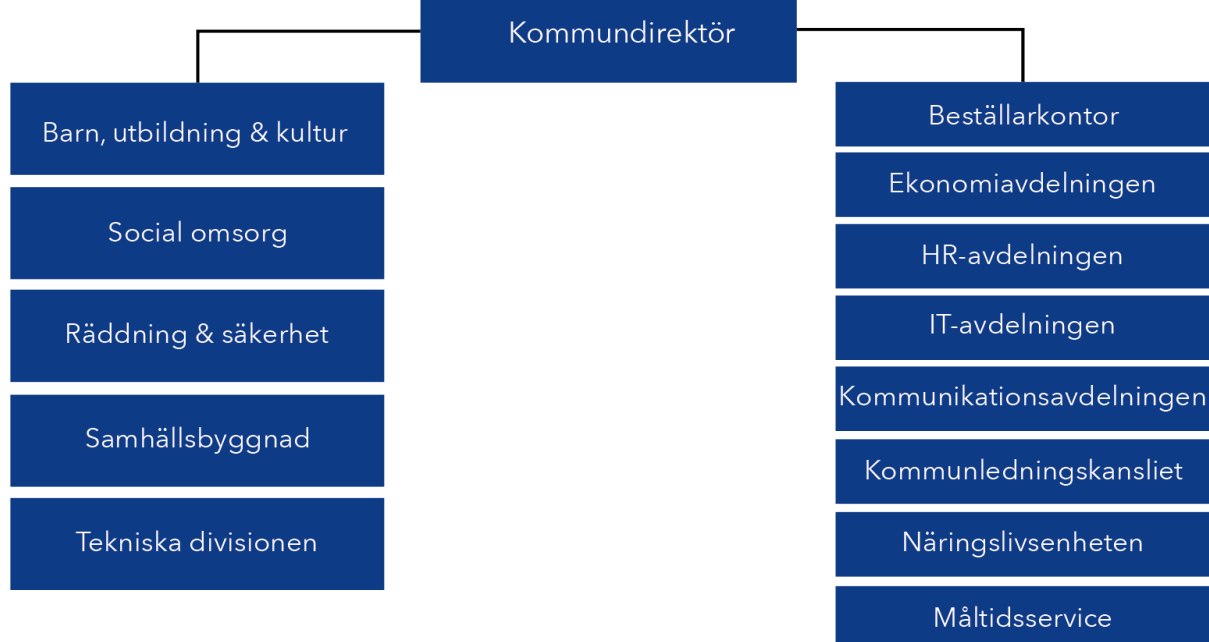 Kommundirektör
Barn, utbildning & kultur
Social omsorg
Räddning & säkerhet
Samhällsbyggnad
Tekniska divisionen
Beställarkontor
Ekonomiavdelningen
HR-avdelningen
IT-avdelningen
Kommunikationsavdelningen
Kommunledningskansliet
Näringslivsenheten
Måltidsservice